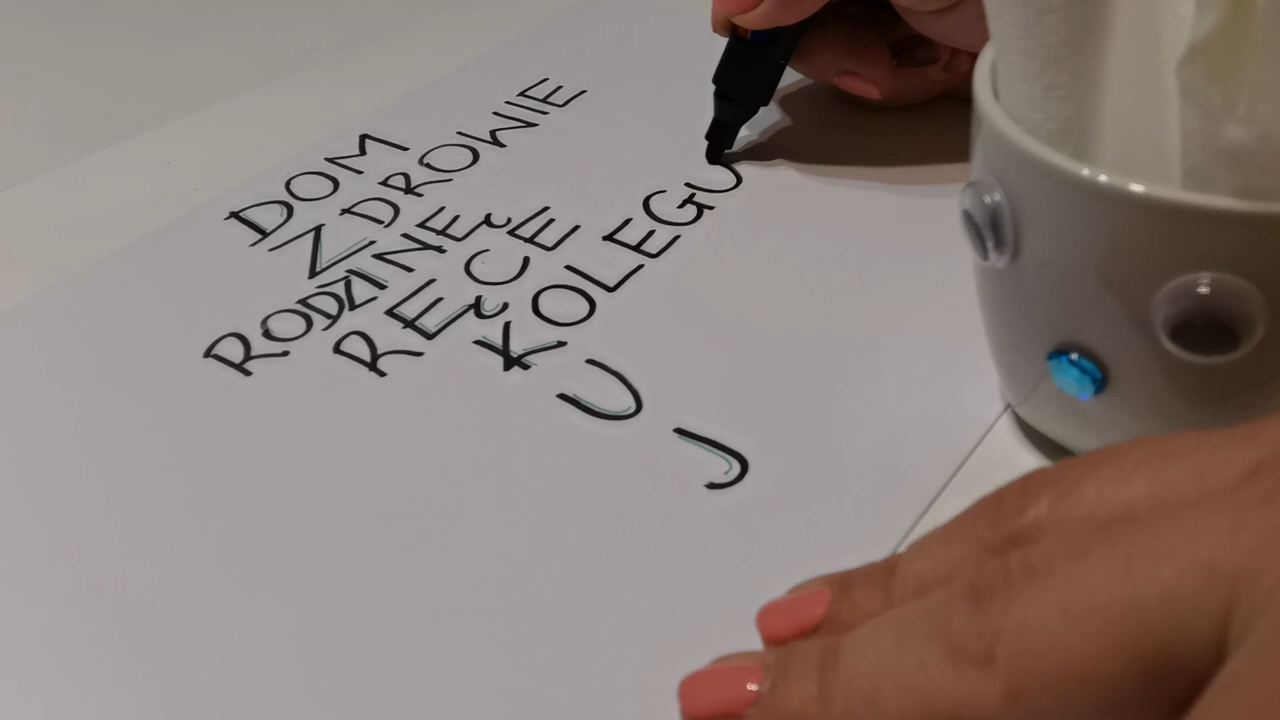 DOM
ZDROWIE
RODZINĘ
RĘCE
KOLEGU
U
J